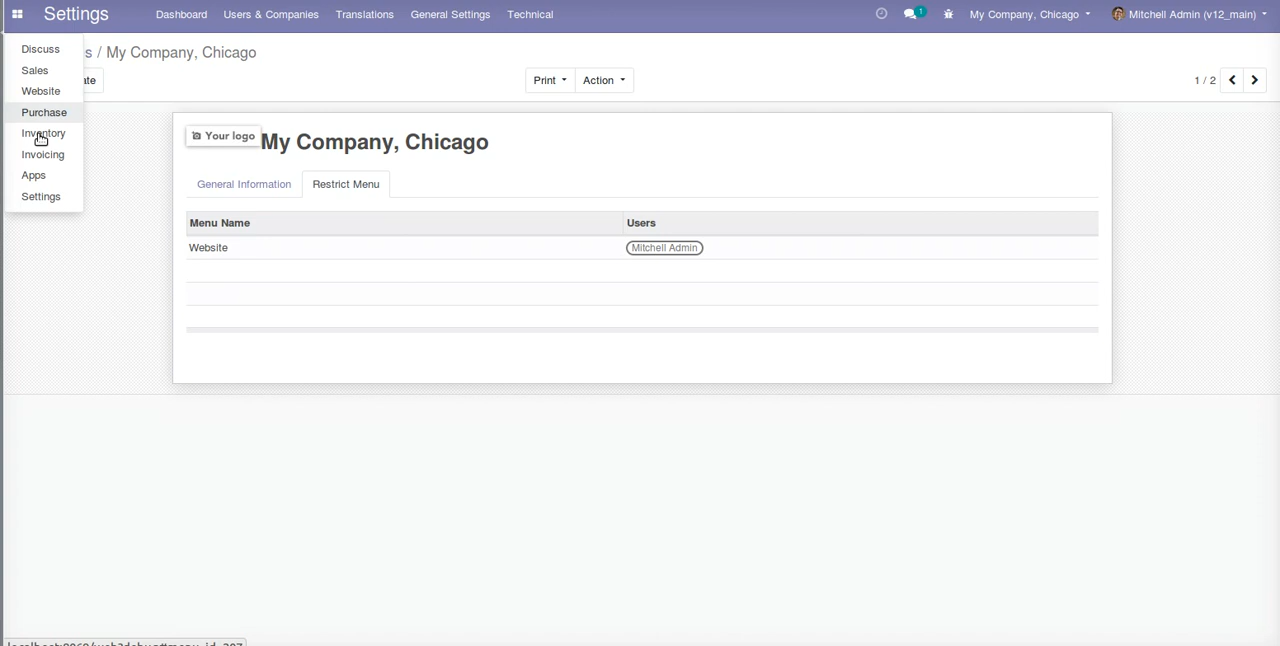 Settings Dashboard Users & Companies Translations General Settings Technical 1 My Company, Chicago Mitchell Admin (v12_main)
Discuss
s / My Company, Chicago
Sales
ate Print Action 1 / 2
Website
Purchase
Inventory
Invoicing
Apps
Settings
Your logo My Company, Chicago
General Information Restrict Menu
Menu Name Users
Website Mitchell Admin